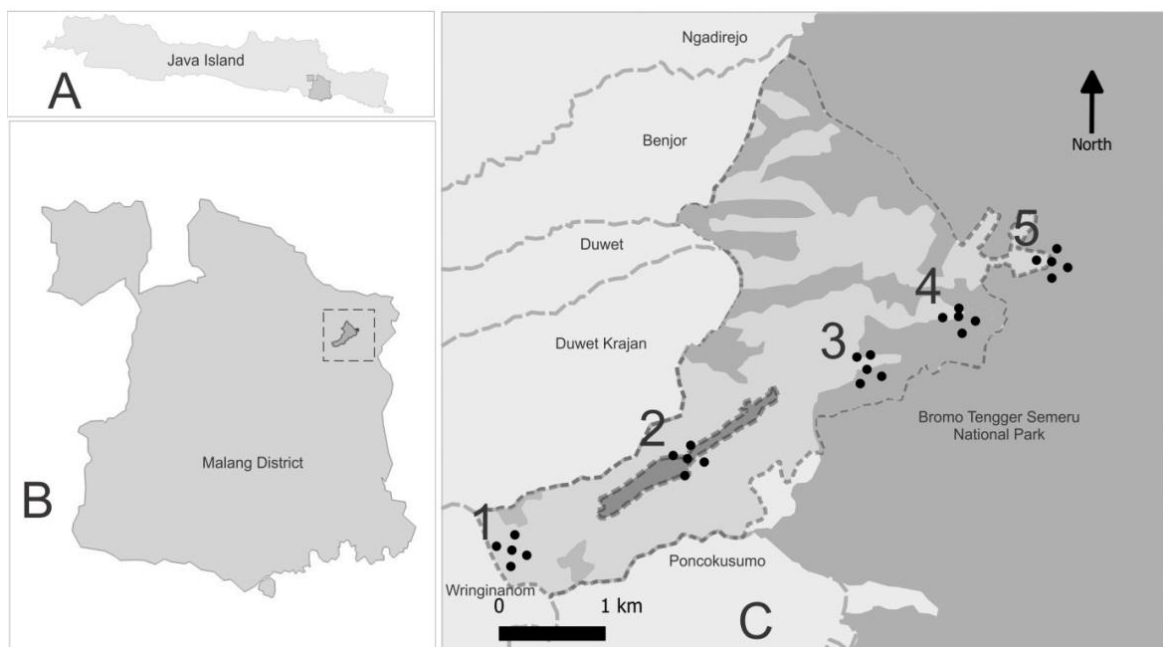 Java Island
A
Malang District
B
Ngadirejo
North
Benjor
5
Duwet
4
3
Duwet Krajan
Bromo Tengger Semeru
National Park
2
1
Poncokusumo
Wringinanom
0 1 km
C